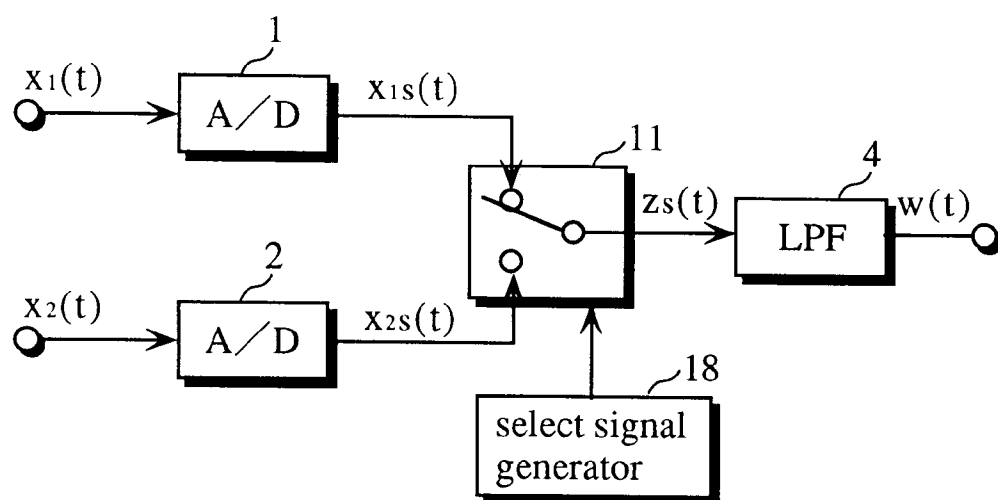 1
x1(t)
A/D
x1s(t)
11
4
zs(t)
w(t)
LPF
2
x2(t)
A/D
x2s(t)
18
select signal
generator